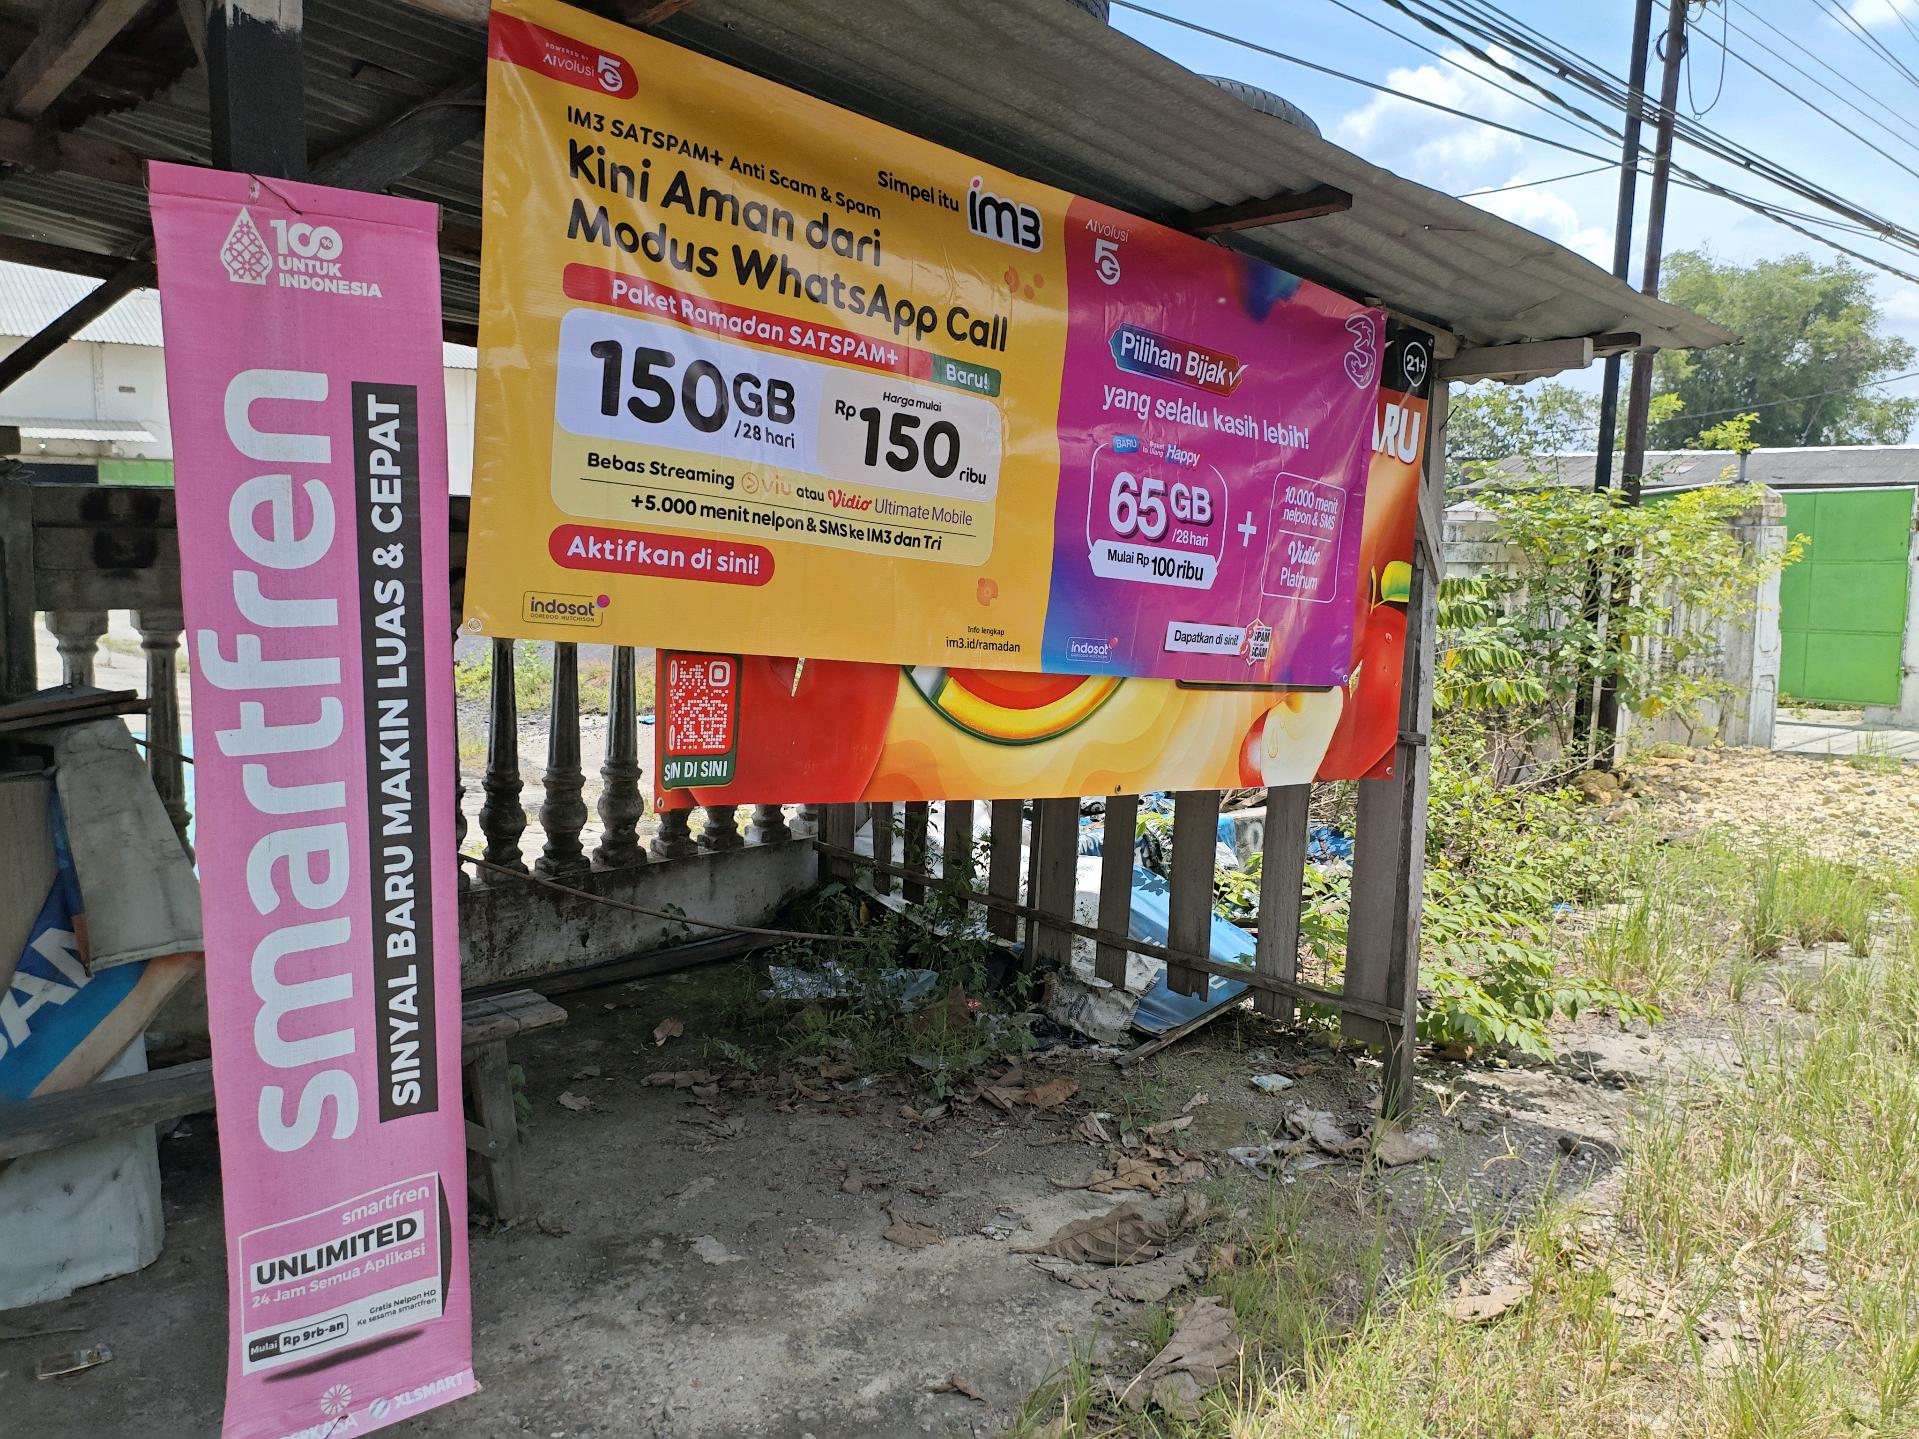 100%
UNTUK
INDONESIA
smartfren
SINYAL BARU MAKIN LUAS & CEPAT
smartfren
UNLIMITED
24 Jam Semua Aplikasi
Mulai Rp 9rb-an
Gratis Nelpon HD
Ke sesama smartfren
XLSMART
POWERED BY
AIvolusi 5G
IM3 SATSPAM+ Anti Scam & Spam
Kini Aman dari
Modus WhatsApp Call
Simpel itu im3
Paket Ramadan SATSPAM+ Baru!
150GB
/28 hari
Harga mulai
Rp 150 ribu
Bebas Streaming viu atau Vidio Ultimate Mobile
+5.000 menit nelpon & SMS ke IM3 dan Tri
Aktifkan di sini!
indosat
OOREDOO HUTCHISON
Info lengkap
im3.id/ramadan
AIvolusi
5G
3
Pilihan Bijak
yang selalu kasih lebih!
BARU
Happy
65GB
/28 hari
Mulai Rp 100 ribu
+
10.000 menit
nelpon & SMS
Vidio
Platinum
indosat
OOREDOO HUTCHISON
Dapatkan di sini!
SPAM
SCAM
21+
ARU
SIN DI SINI